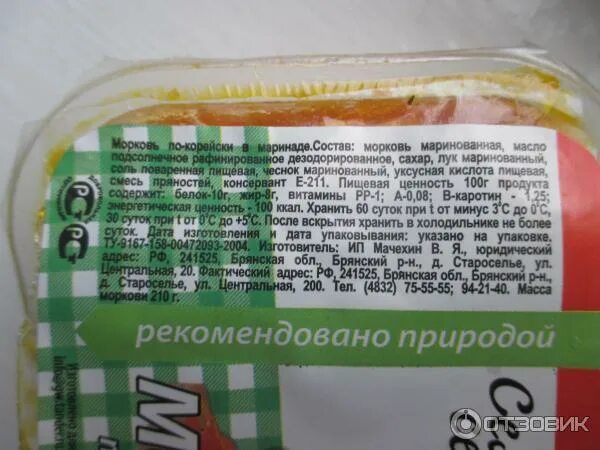 Морковь по-корейски в маринаде.Состав: морковь маринованная, масло
подсолнечное рафинированное дезодорированное, сахар, лук маринованный,
соль поваренная пищевая, чеснок маринованный, уксусная кислота пищевая,
смесь пряностей, консервант Е-211. Пищевая ценность 100г продукта
содержит: белок-10г, жир-8г, витамины РР-1; А-0,08; В-каротин - 1,25;
энергетическая ценность - 100 ккал. Хранить 60 суток при t от минус 3°С до 0°С,
30 суток при t от 0°С до +5°С. После вскрытия хранить в холодильнике не более
суток. Дата изготовления и дата упаковывания: указано на упаковке.
ТУ-9167-158-00472093-2004. Изготовитель: ИП Мачехин В. Я., юридический
адрес: РФ, 241525, Брянская обл., Брянский р-н, д. Староселье, ул.
Центральная, 20. Фактический адрес: РФ, 241525, Брянская обл., Брянский р-н,
д. Староселье, ул. Центральная, 200. Тел. (4832) 75-55-55; 94-21-40. Масса
моркови 210 г.
РСТ
РСТ
рекомендовано природой
Изготовлено для
М
ОТЗОВИК